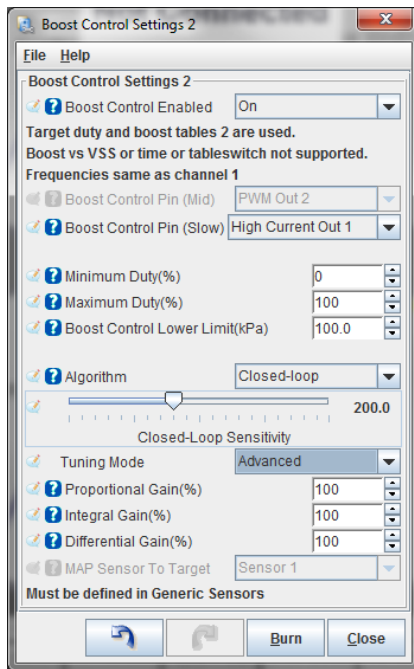 Boost Control Settings 2
File Help
Boost Control Settings 2
Boost Control Enabled On
Target duty and boost tables 2 are used.
Boost vs VSS or time or tableswitch not supported.
Frequencies same as channel
1
Boost Control Pin (Mid) PWM Out 2
Boost Control Pin (Slow) High Current Out 1
Minimum Duty(%) 0
Maximum Duty(%) 100
Boost Control Lower Limit(kPa) 100.0
Algorithm Closed-loop
200.0
Closed-Loop Sensitivity
Tuning Mode Advanced
Proportional Gain(%) 100
Integral Gain(%) 100
Differential Gain(%) 100
MAP Sensor To Target Sensor 1
Must be defined in Generic Sensors
Burn Close